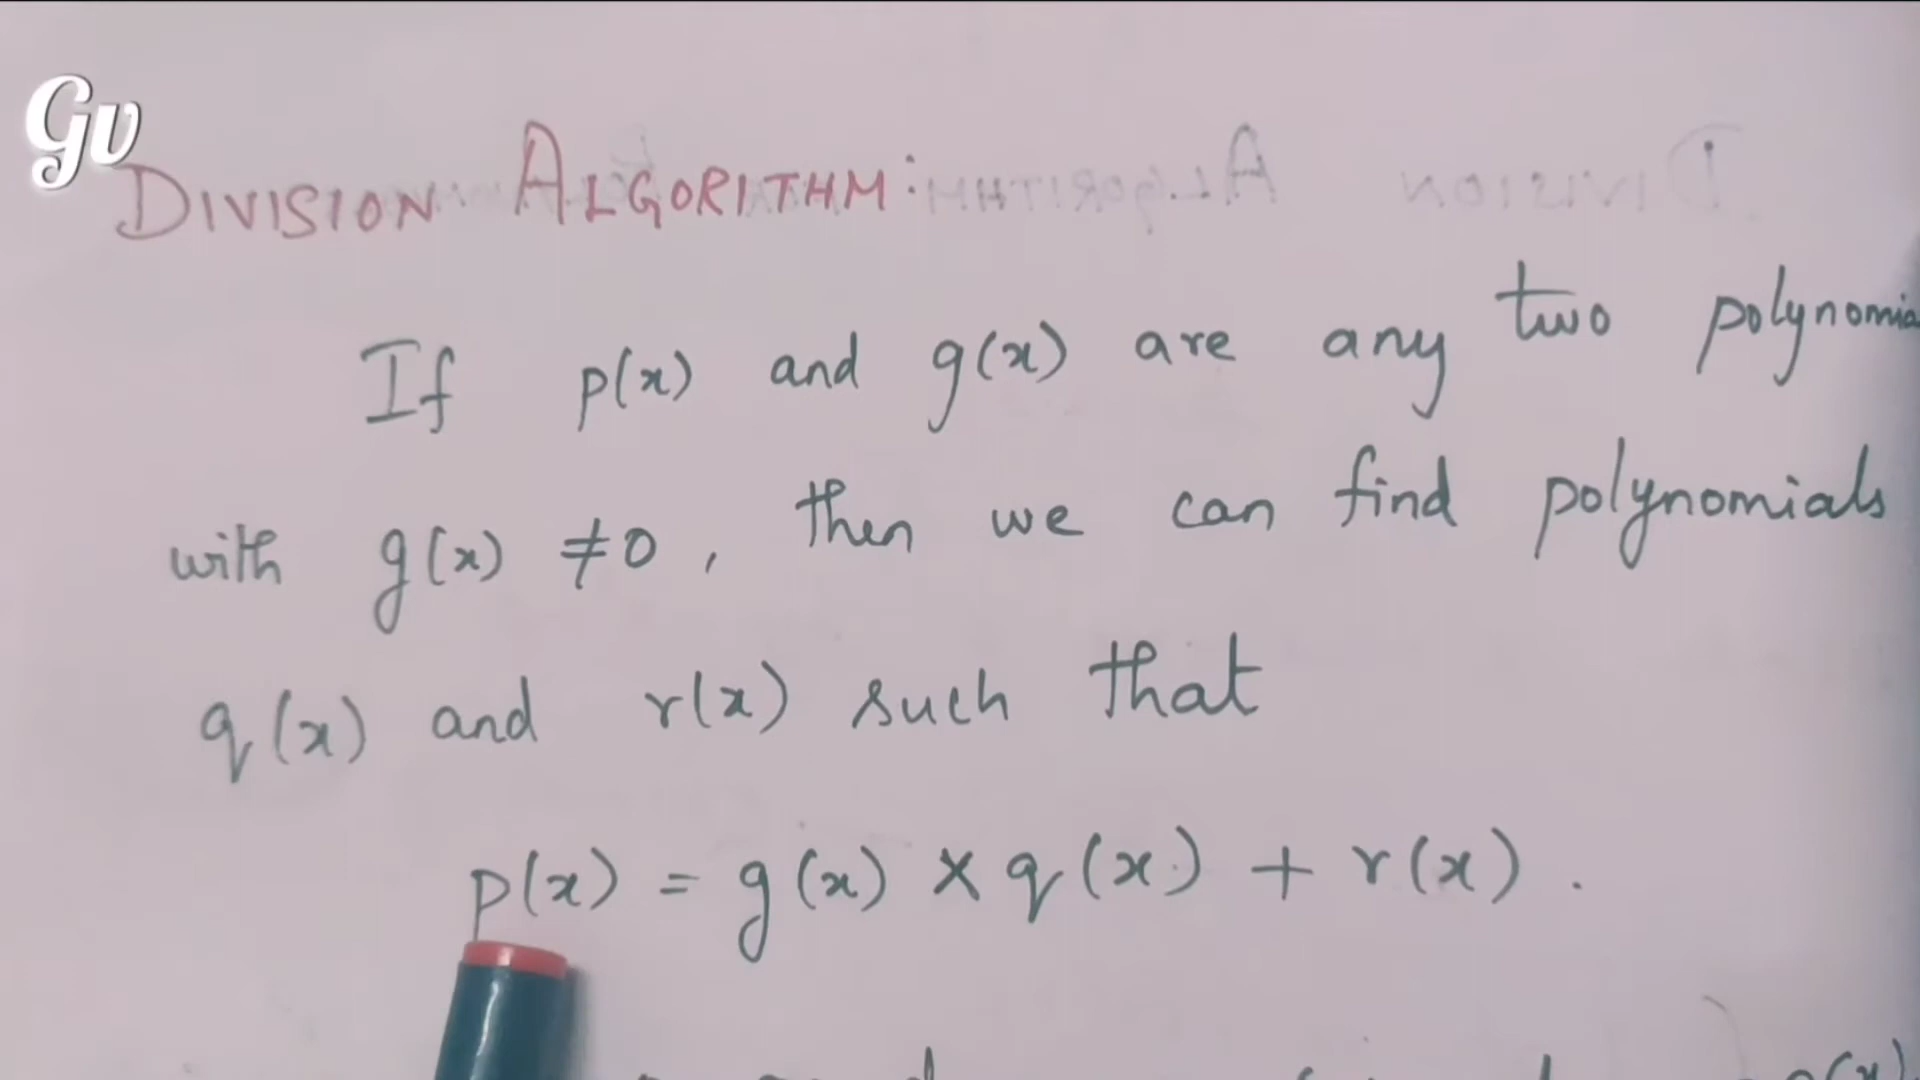 Gv
DIVISION ALGORITHM:
If p(x) and g(x) are any two polynomia
with g(x) ≠0, then we can find polynomials
q(x) and r(x) such that
p(x) = g(x) × q(x) + r(x).